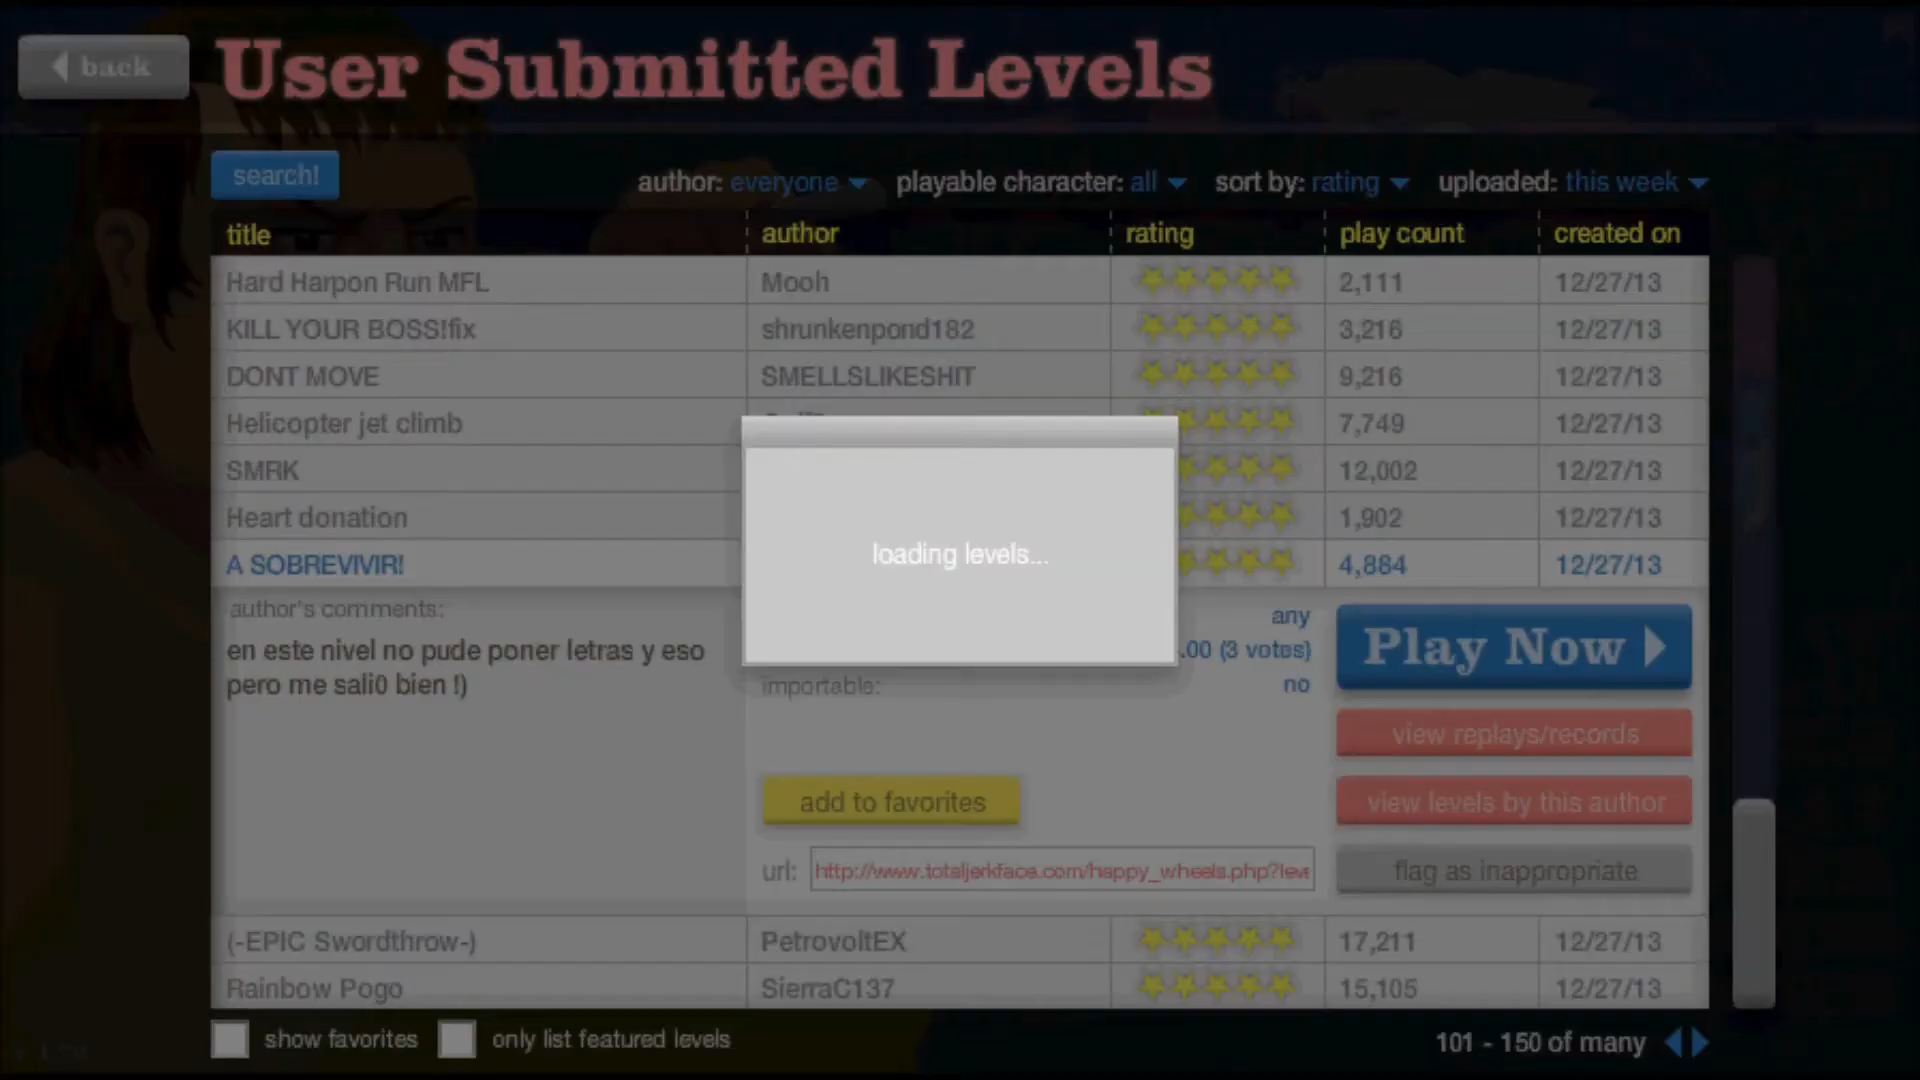 back
User Submitted Levels
search!
author: everyone playable character: all sort by: rating uploaded: this week
title author rating play count created on
Hard Harpon Run MFL Mooh 2,111 12/27/13
KILL YOUR BOSS!fix shrunkenpond182 3,216 12/27/13
DONT MOVE SMELLSLIKESHIT 9,216 12/27/13
Helicopter jet climb 7,749 12/27/13
SMRK 12,002 12/27/13
Heart donation 1,902 12/27/13
A SOBREVIVIR! 4,884 12/27/13
loading levels...
author's comments:
en este nivel no pude poner letras y eso
pero me sali0 bien !)
any
.00 (3 votes)
importable: no
Play Now
view replays/records
add to favorites
view levels by this author
url: http://www.totaljerkface.com/happy_wheels.php?leve
flag as inappropriate
(-EPIC Swordthrow-) PetrovoltEX 17,211 12/27/13
Rainbow Pogo SierraC137 15,105 12/27/13
show favorites only list featured levels
101 - 150 of many